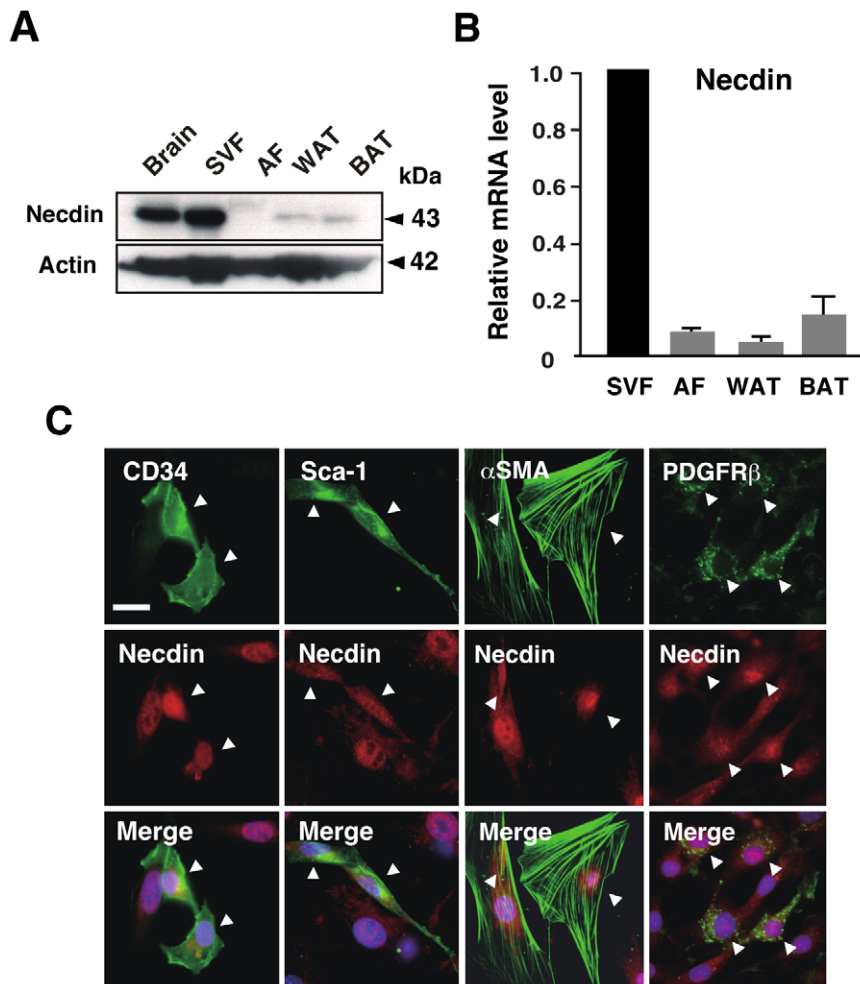 A
Brain SVF AF WAT BAT
kDa
Necdin 43
Actin 42
B
Necdin
Relative mRNA level
1.0
0.8
0.6
0.4
0.2
0
SVF AF WAT BAT
C
CD34 Sca-1 αSMA PDGFRβ
Necdin Necdin Necdin Necdin
Merge Merge Merge Merge